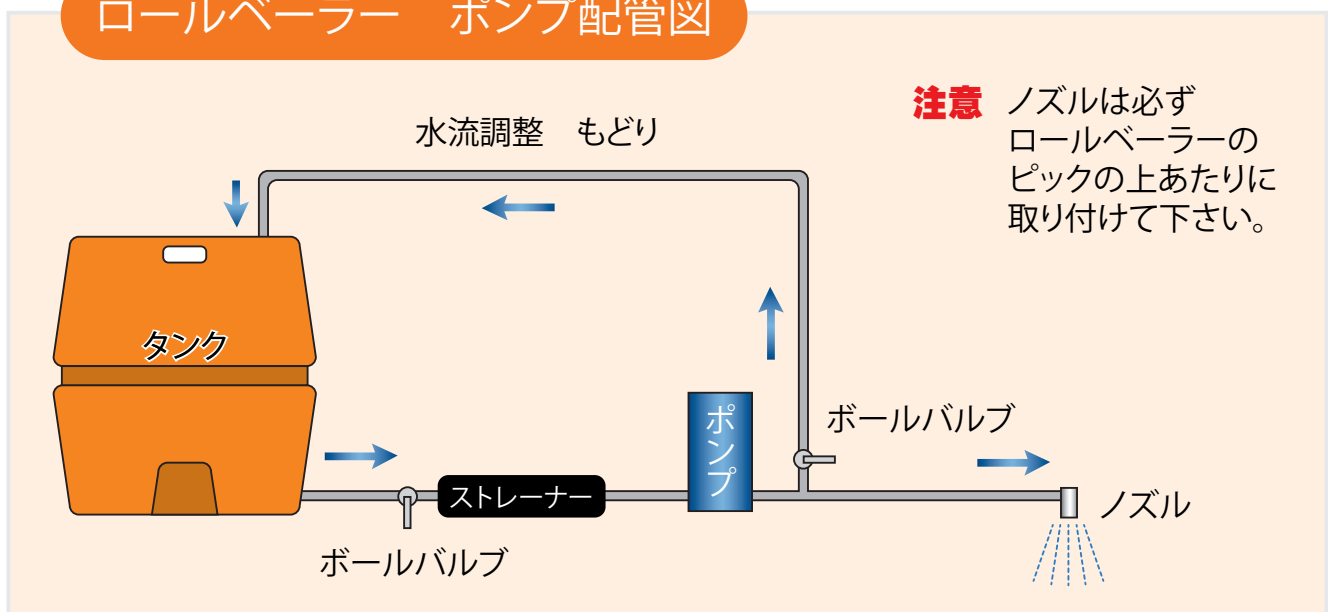 ロールベーラー　ポンプ配管図
注意 ノズルは必ず
ロールベーラーの
ピックの上あたりに
取り付けて下さい。
水流調整　もどり
タンク
ポンプ
ボールバルブ
ストレーナー
ノズル
ボールバルブ